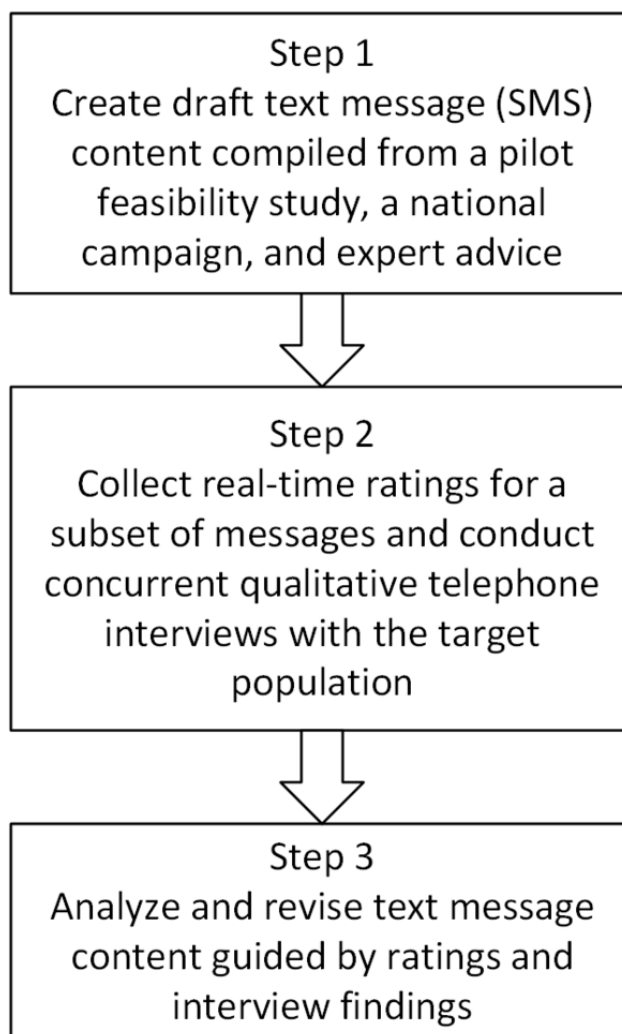 Step 1
Create draft text message (SMS)
content compiled from a pilot
feasibility study, a national
campaign, and expert advice
Step 2
Collect real-time ratings for a
subset of messages and conduct
concurrent qualitative telephone
interviews with the target
population
Step 3
Analyze and revise text message
content guided by ratings and
interview findings